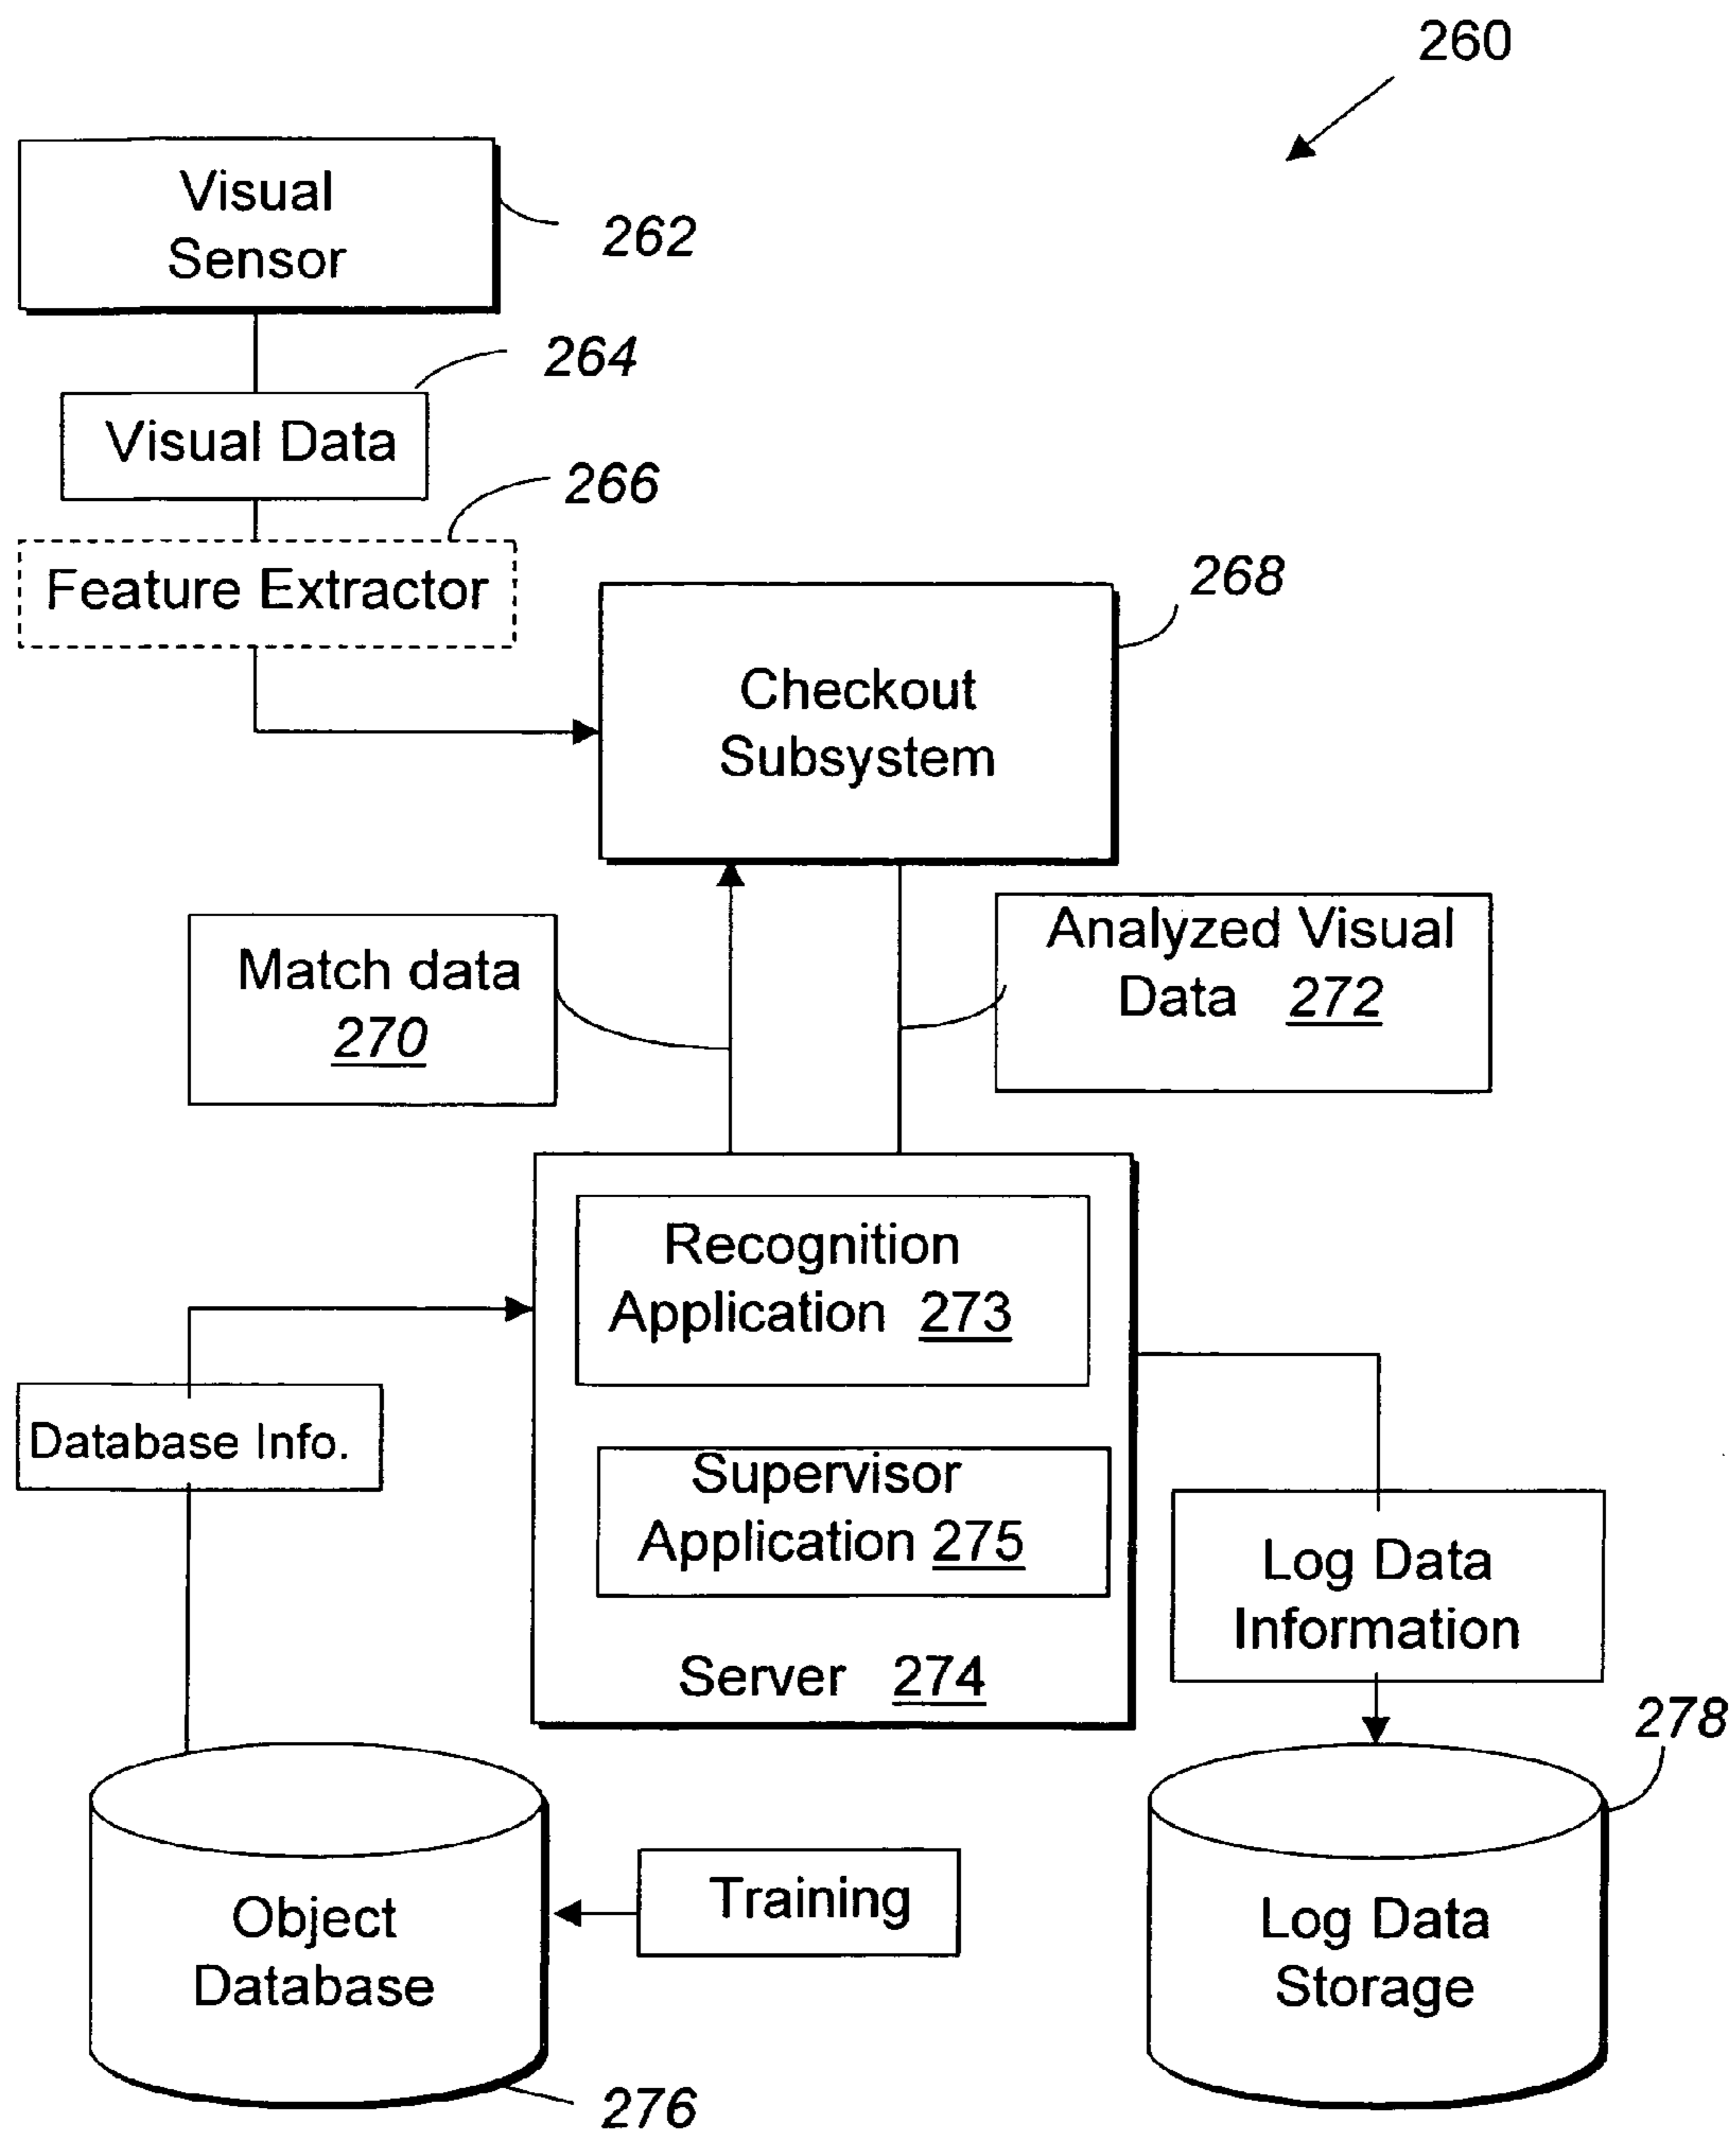 260
Visual
Sensor
262
264
Visual Data
266
Feature Extractor
268
Checkout
Subsystem
Match data
270
Analyzed Visual
Data 272
Recognition
Application 273
Database Info.
Supervisor
Application 275
Server 274
Log Data
Information
278
Object
Database
Training
Log Data
Storage
276